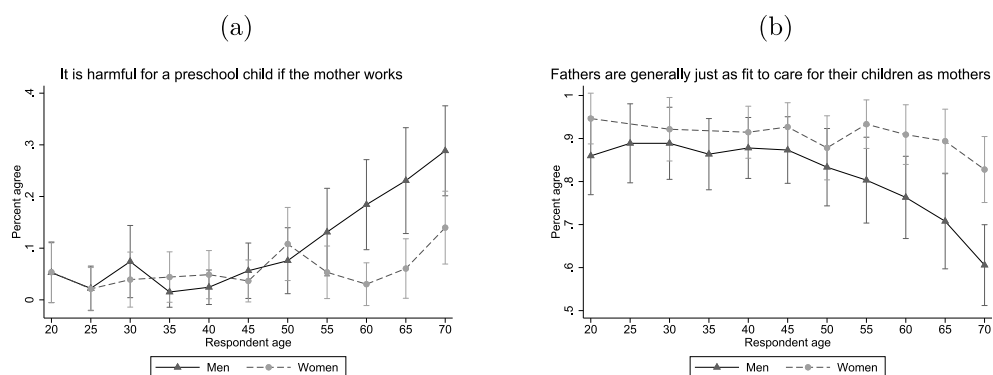 (a)
It is harmful for a preschool child if the mother works
Percent agree
.4
.3
.2
.1
0
20 25 30 35 40 45 50 55 60 65 70
Respondent age
Men Women
(b)
Fathers are generally just as fit to care for their children as mothers
Percent agree
1
.9
.8
.7
.6
.5
20 25 30 35 40 45 50 55 60 65 70
Respondent age
Men Women